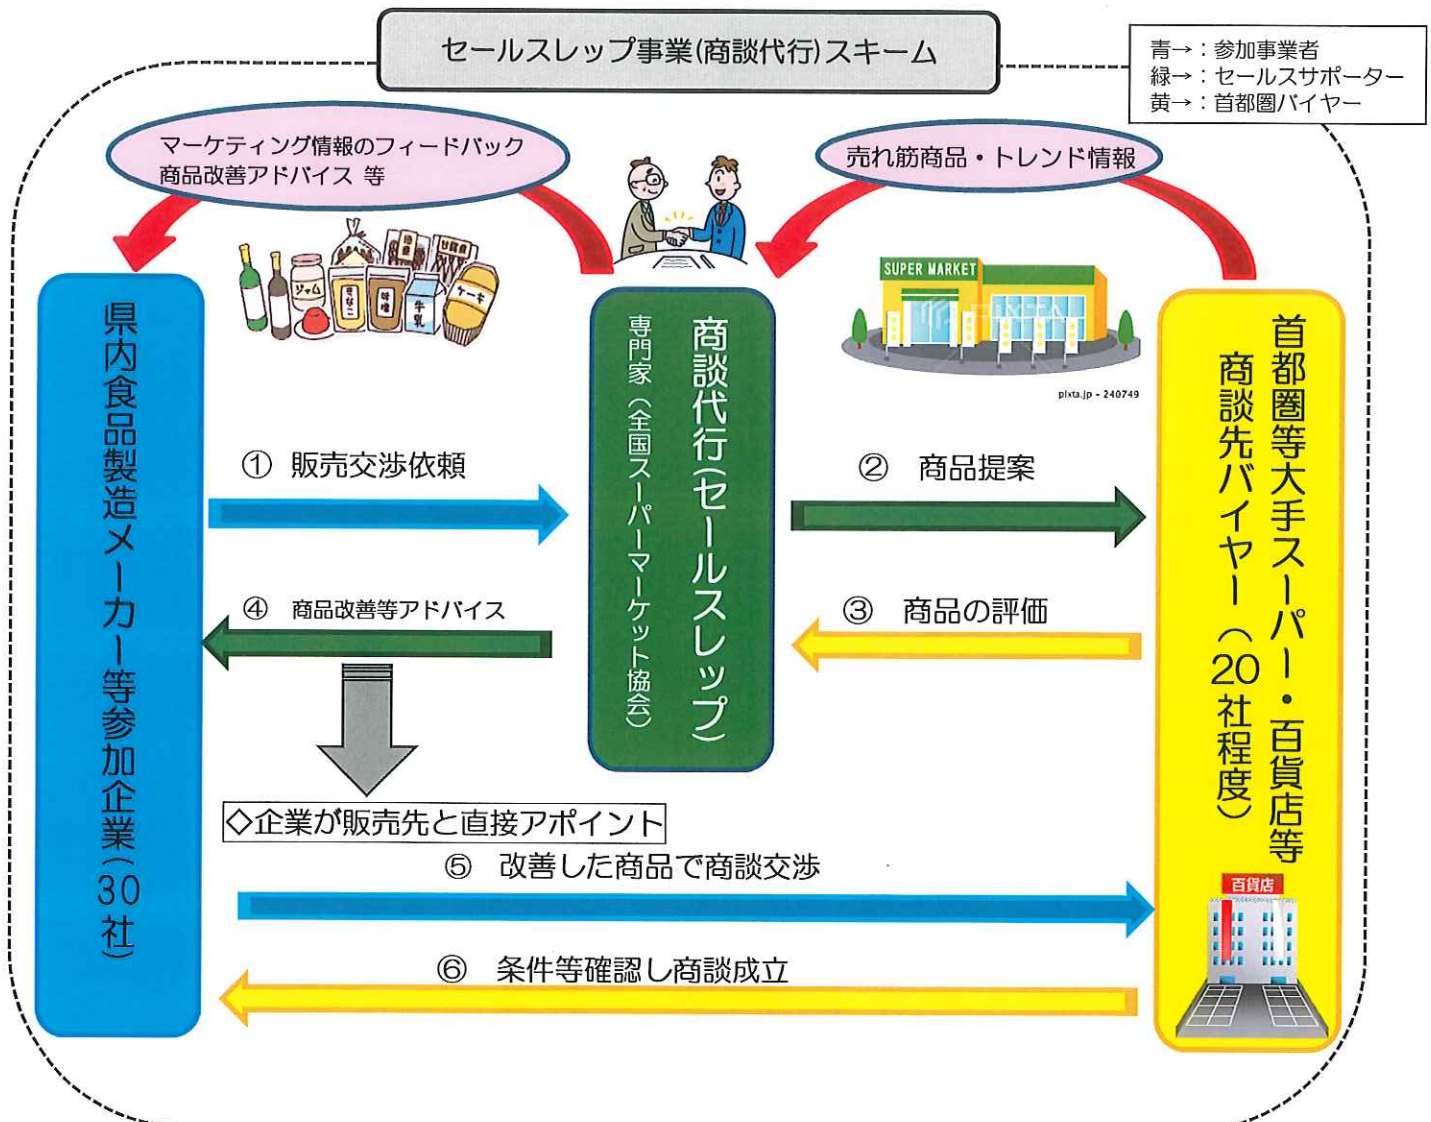 セールスレップ事業(商談代行)スキーム
青→：参加事業者
緑→：セールスサポーター
黄→：首都圏バイヤー
マーケティング情報のフィードバック
商品改善アドバイス 等
売れ筋商品・トレンド情報
ジャム
味噌
牛乳
ケーキ
SUPER MARKET
pixta.jp - 240749
県内食品製造メーカー等参加企業(30社)
商談代行(セールスレップ)
専門家(全国スーパーマーケット協会)
首都圏等大手スーパー・百貨店等
商談先バイヤー(20社程度)
① 販売交渉依頼
② 商品提案
③ 商品の評価
④ 商品改善等アドバイス
◇企業が販売先と直接アポイント
⑤ 改善した商品で商談交渉
⑥ 条件等確認し商談成立
百貨店